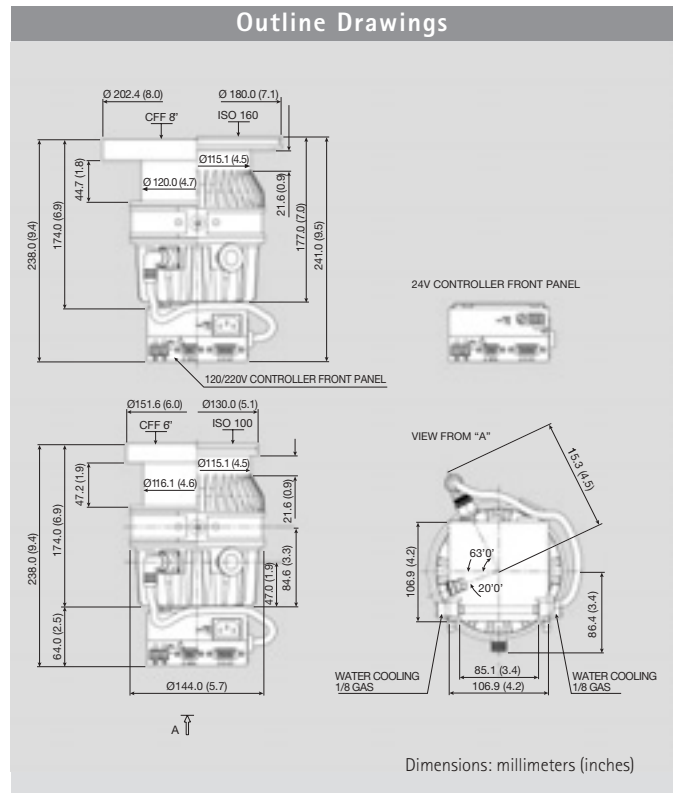 Outline Drawings
Ø 202.4 (8.0)
Ø 180.0 (7.1)
CFF 8"
ISO 160
Ø115.1 (4.5)
Ø 120.0 (4.7)
44.7 (1.8)
174.0 (6.9)
238.0 (9.4)
21.6 (0.9)
177.0 (7.0)
241.0 (9.5)
24V CONTROLLER FRONT PANEL
120/220V CONTROLLER FRONT PANEL
Ø151.6 (6.0)
Ø130.0 (5.1)
CFF 6"
ISO 100
Ø115.1 (4.5)
Ø116.1 (4.6)
47.2 (1.9)
174.0 (6.9)
238.0 (9.4)
64.0 (2.5)
21.6 (0.9)
84.6 (3.3)
47.0 (1.9)
Ø144.0 (5.7)
A
VIEW FROM “A”
15.3 (4.5)
63'0'
20'0'
106.9 (4.2)
86.4 (3.4)
WATER COOLING
1/8 GAS
85.1 (3.4)
106.9 (4.2)
WATER COOLING
1/8 GAS
Dimensions: millimeters (inches)